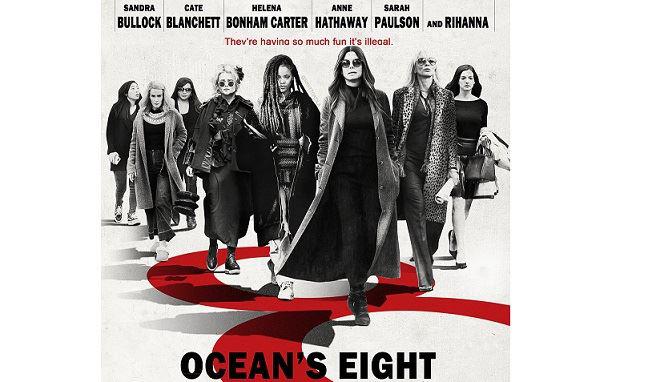 SANDRA CATE HELENA ANNE SARAH
BULLOCK BLANCHETT BONHAM CARTER HATHAWAY PAULSON AND RIHANNA
They're having so much fun it's illegal.
OCEAN'S EIGHT